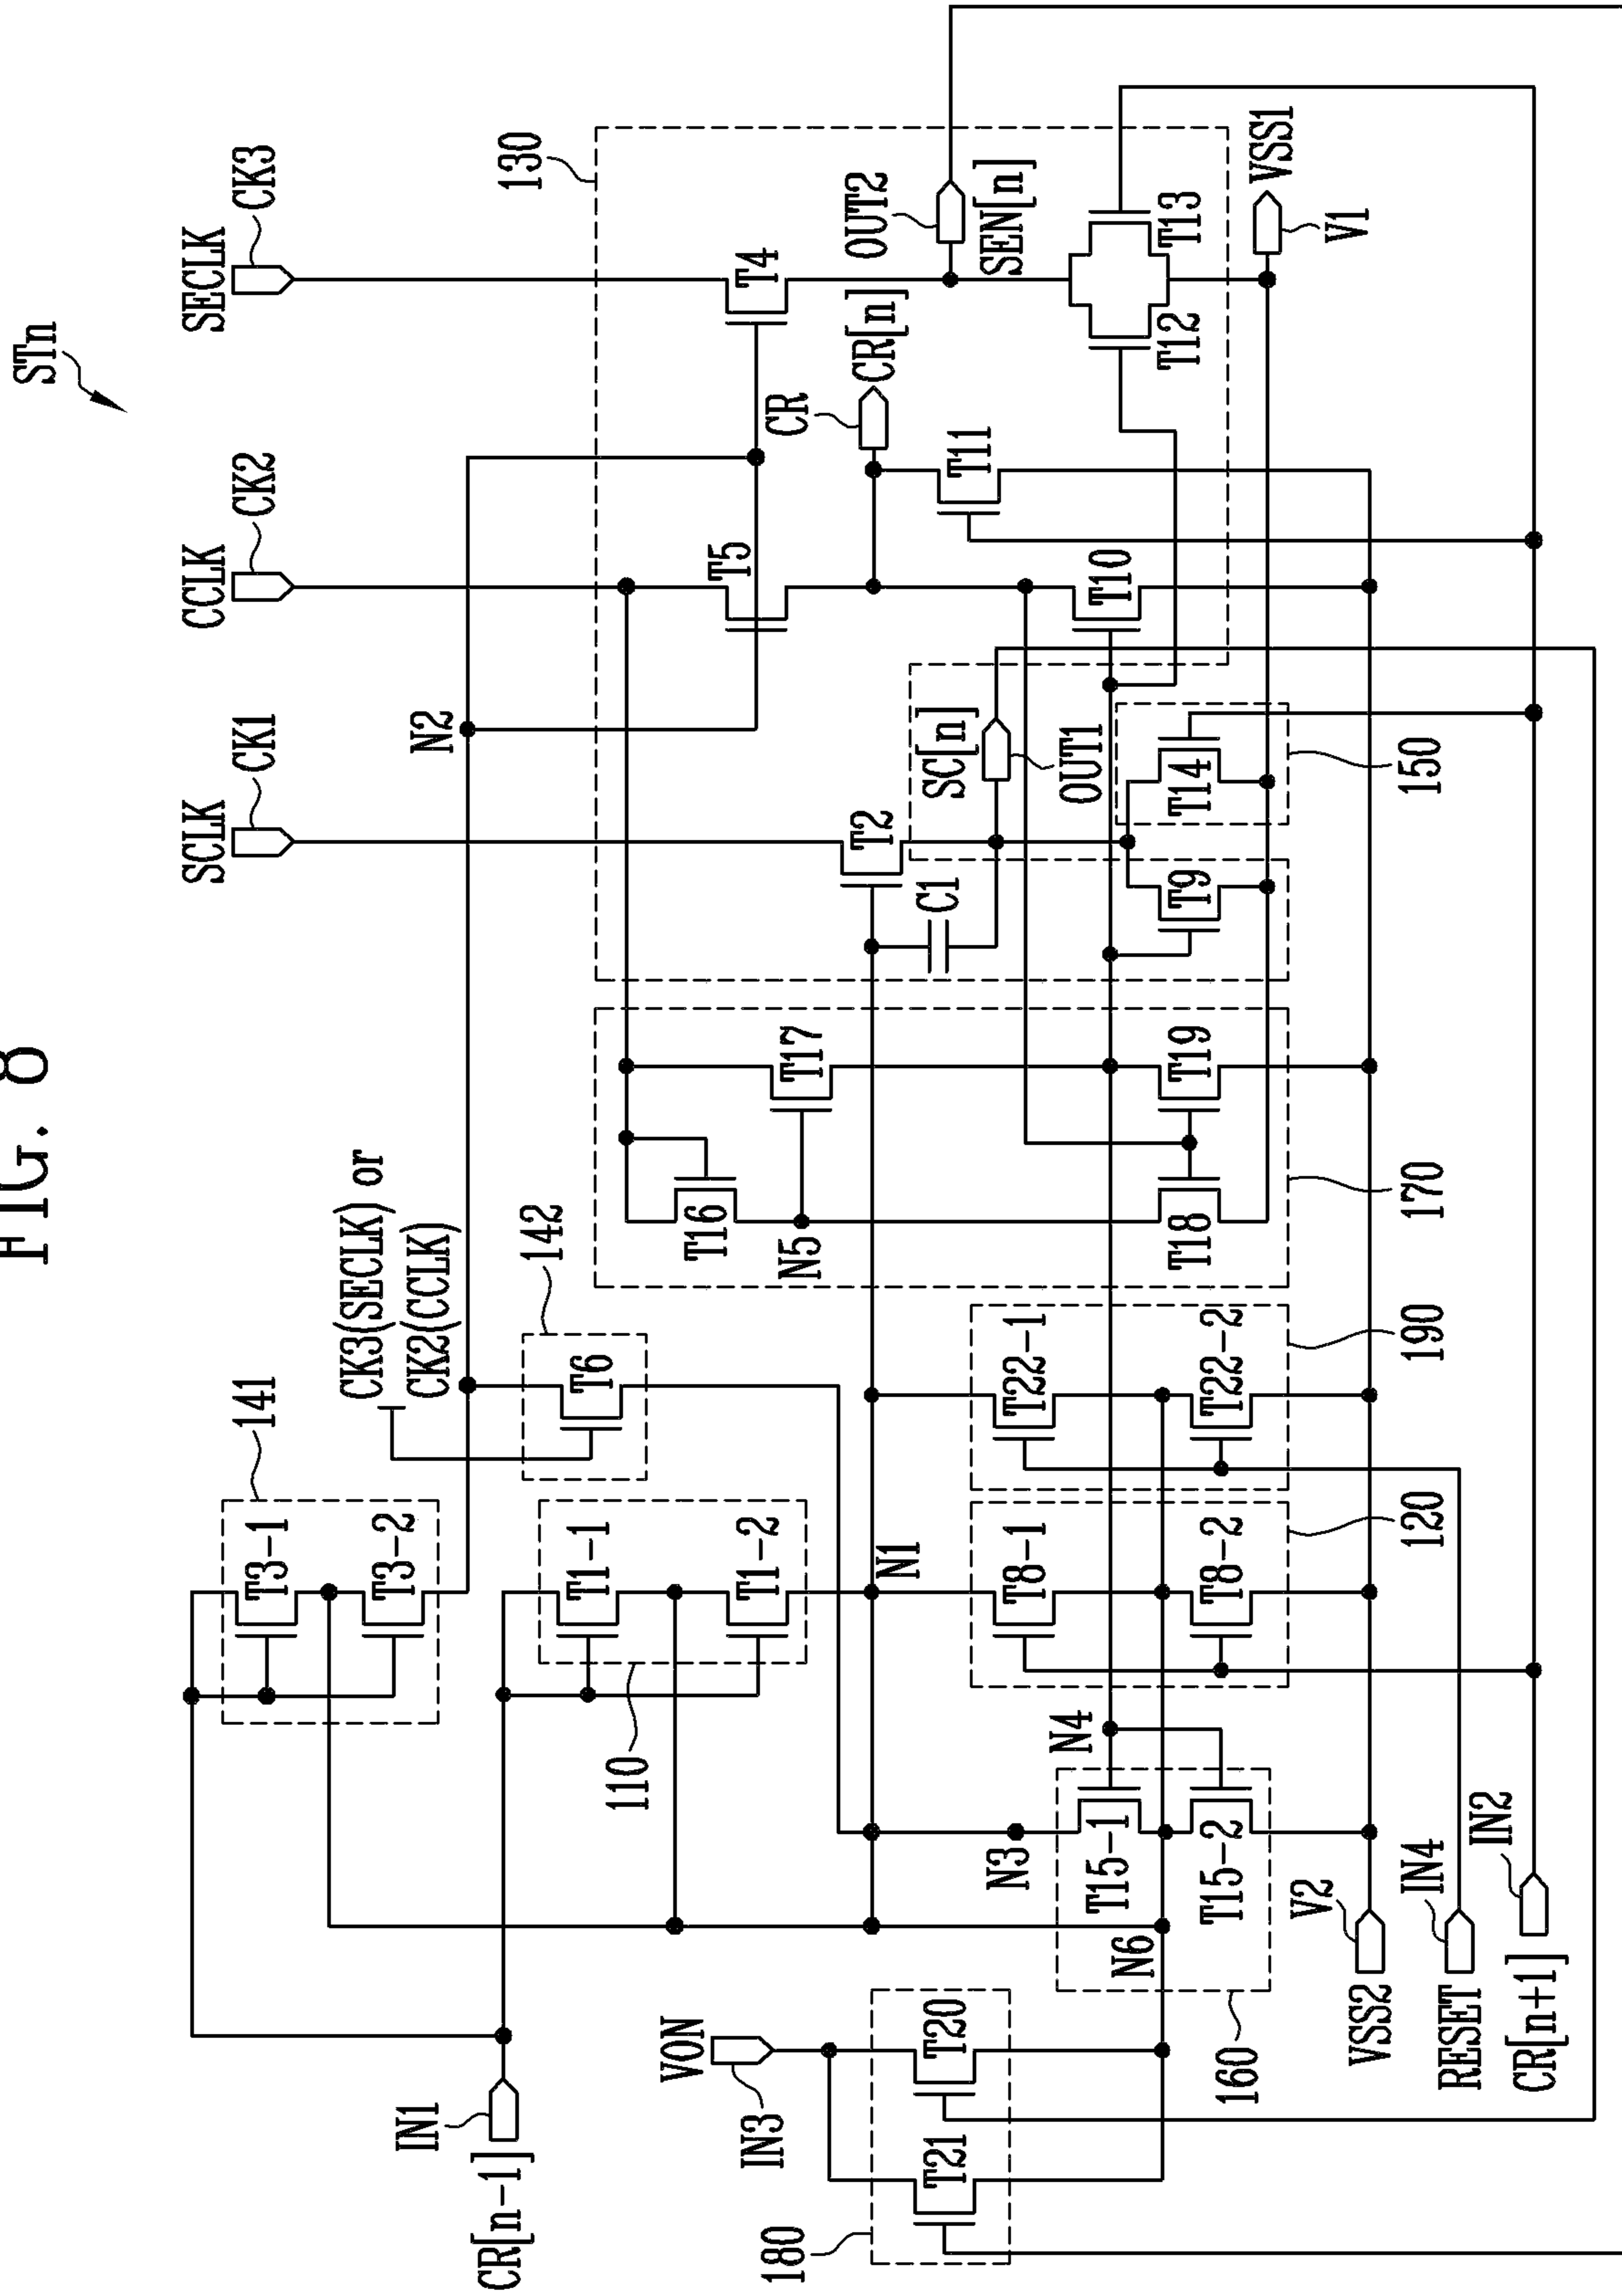 FIG. 8
STn
SCLK
CK1
CCLK
CK2
SECLK
CK3
141
T3-1
T3-2
CK3(SECLK) or
CK2(CCLK)
142
T6
N2
130
IN1
CR[n-1]
110
T1-1
T1-2
T16
T17
N5
T5
T4
T2
C1
CR
CR[n]
OUT2
SEN[n]
SC[n]
OUT1
VON
IN3
180
T21
T20
N1
N3
N4
N6
T15-1
T15-2
160
T8-1
T8-2
120
T22-1
T22-2
190
T18
T19
170
T9
T14
150
T10
T11
T12
T13
VSS1
V1
VSS2
V2
RESET
IN4
CR[n+1]
IN2